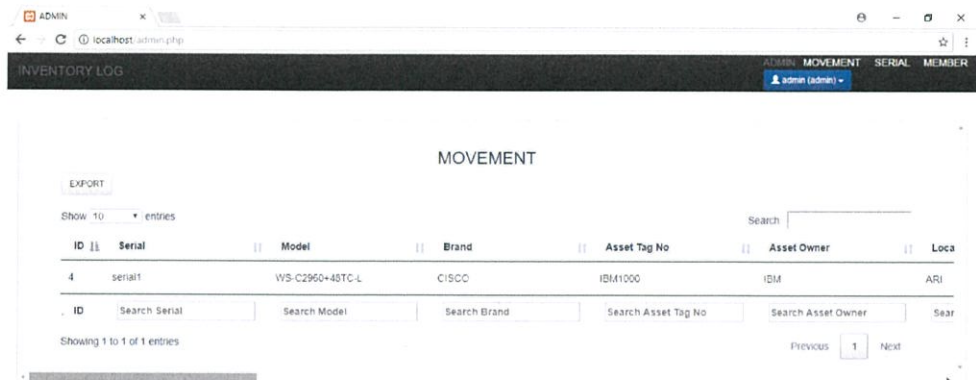 ADMIN
localhost/admin.php
INVENTORY LOG
ADMIN MOVEMENT SERIAL MEMBER
admin (admin)
MOVEMENT
EXPORT
Show 10 entries
Search
ID Serial Model Brand Asset Tag No Asset Owner Loca
4 serial1 WS-C2960+48TC-L CISCO IBM1000 IBM ARI
ID Search Serial Search Model Search Brand Search Asset Tag No Search Asset Owner Sear
Showing 1 to 1 of 1 entries
Previous 1 Next